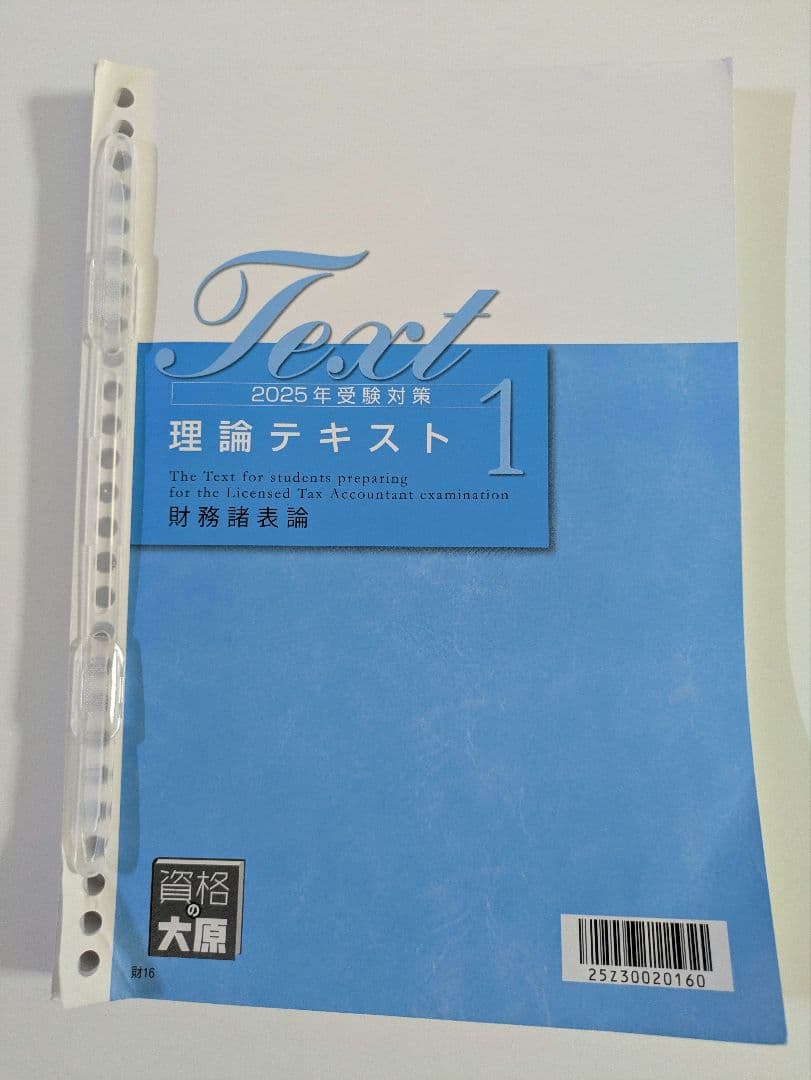 Text
2025年受験対策
理論テキスト 1
The Text for students preparing
for the Licensed Tax Accountant examination
財務諸表論
資格
の
大原
財16
25Z30020160